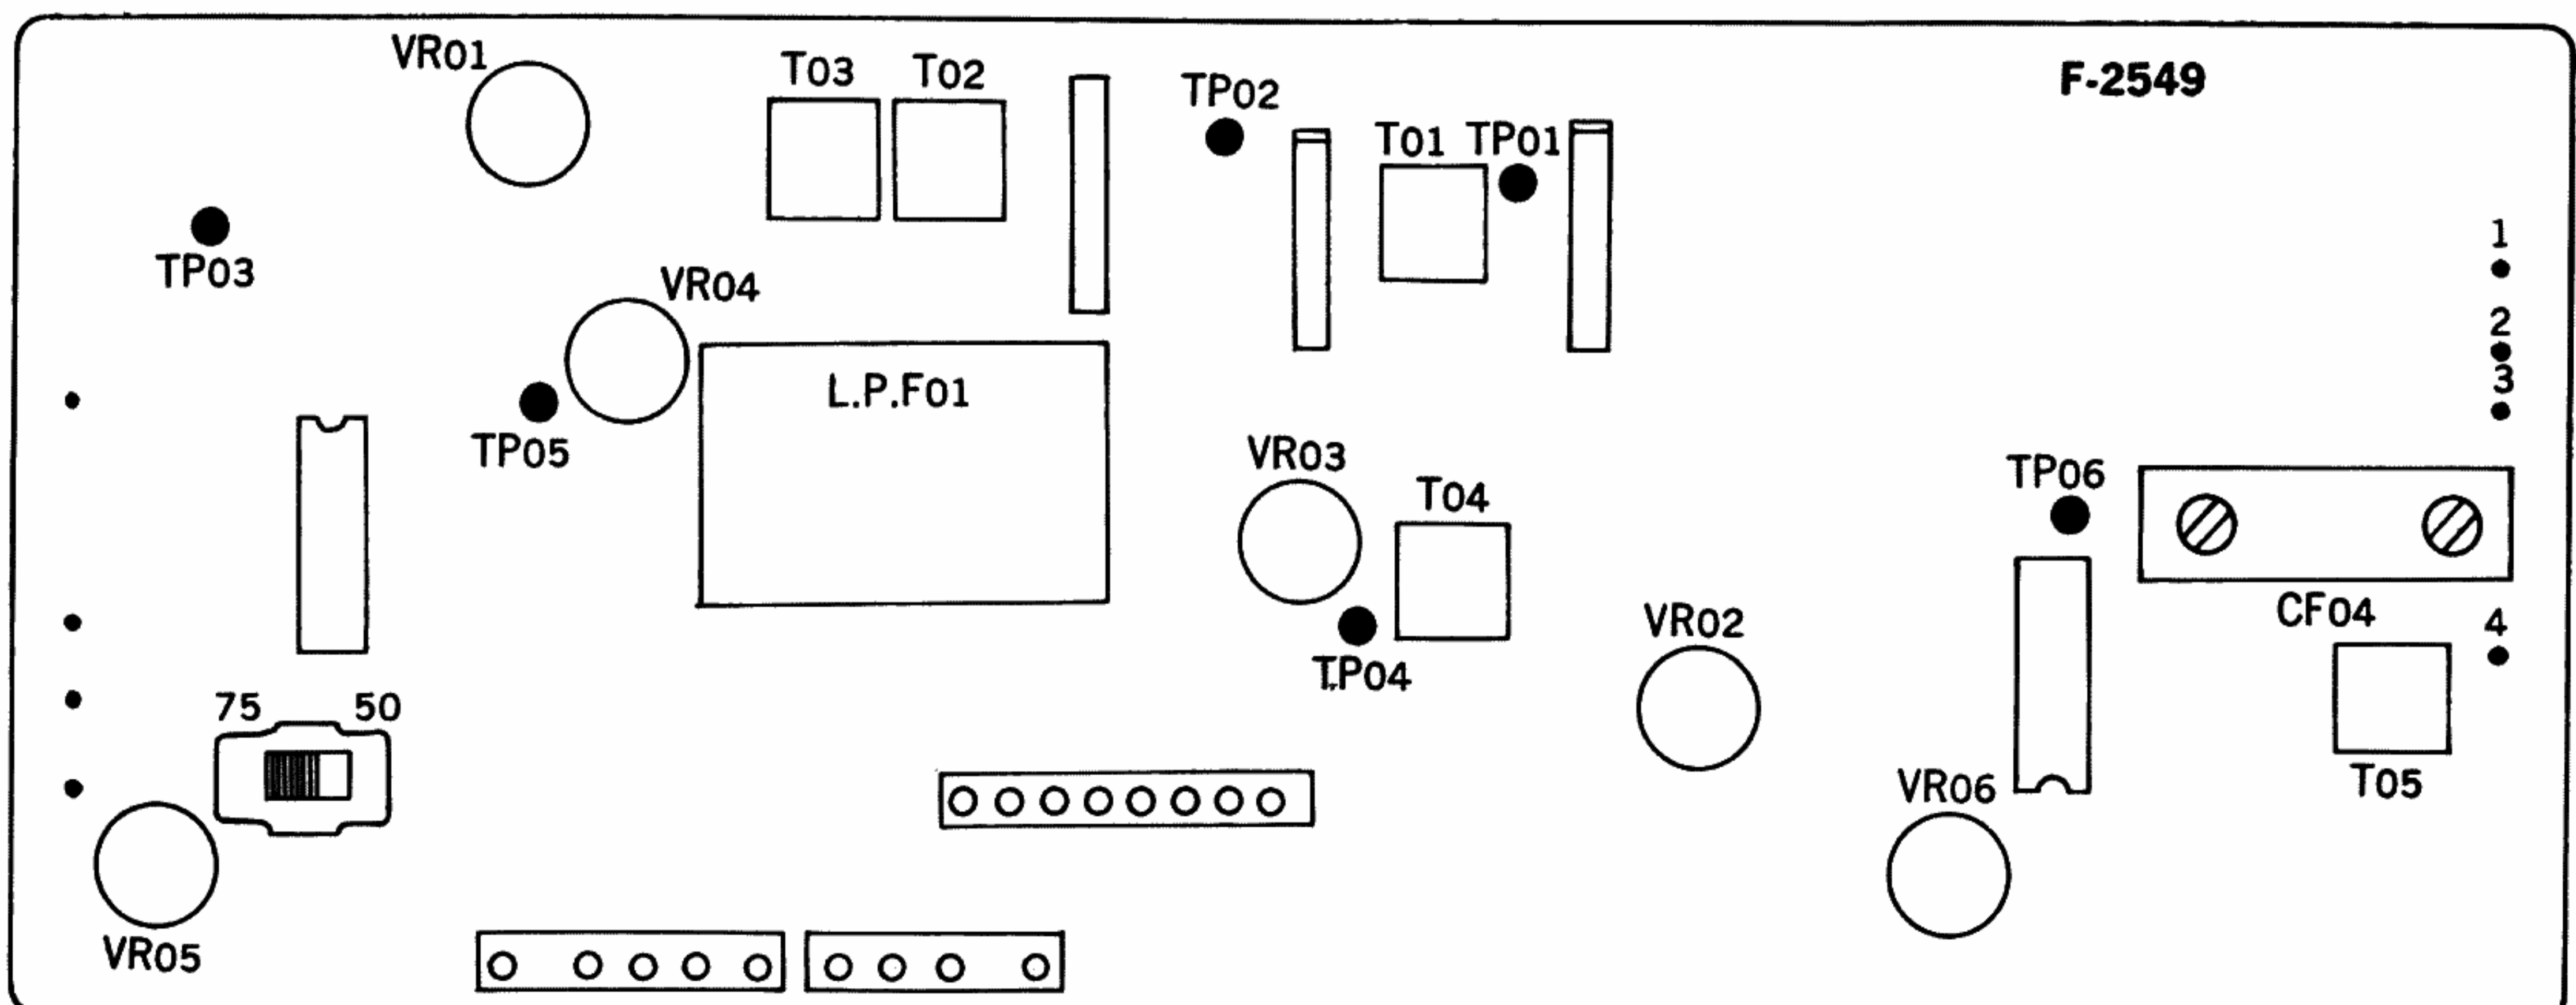 VR01
T03 T02
TP02
F-2549
T01 TP01
1
TP03
VR04
2
3
L.P.F01
TP05
VR03
TP06
T04
CF04
4
VR02
TP04
75 50
T05
VR06
VR05